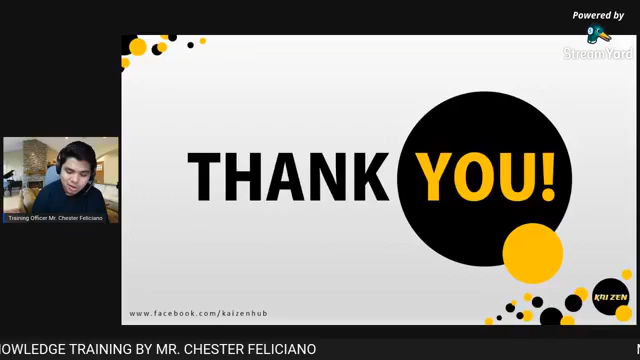 Powered by
StreamYard
THANK YOU!
Training Officer Mr. Chester Feliciano
KAIZEN
www.facebook.com/kaizenhub
NOWLEDGE TRAINING BY MR. CHESTER FELICIANO